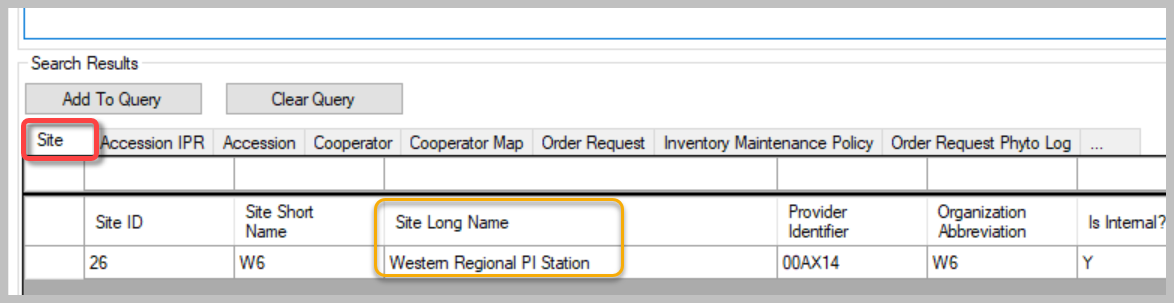 Search Results
Add To Query Clear Query
Site Accession IPR Accession Cooperator Cooperator Map Order Request Inventory Maintenance Policy Order Request Phyto Log ...
Site ID Site Short Name Site Long Name Provider Identifier Organization Abbreviation Is Internal?
26 W6 Western Regional PI Station 00AX14 W6 Y